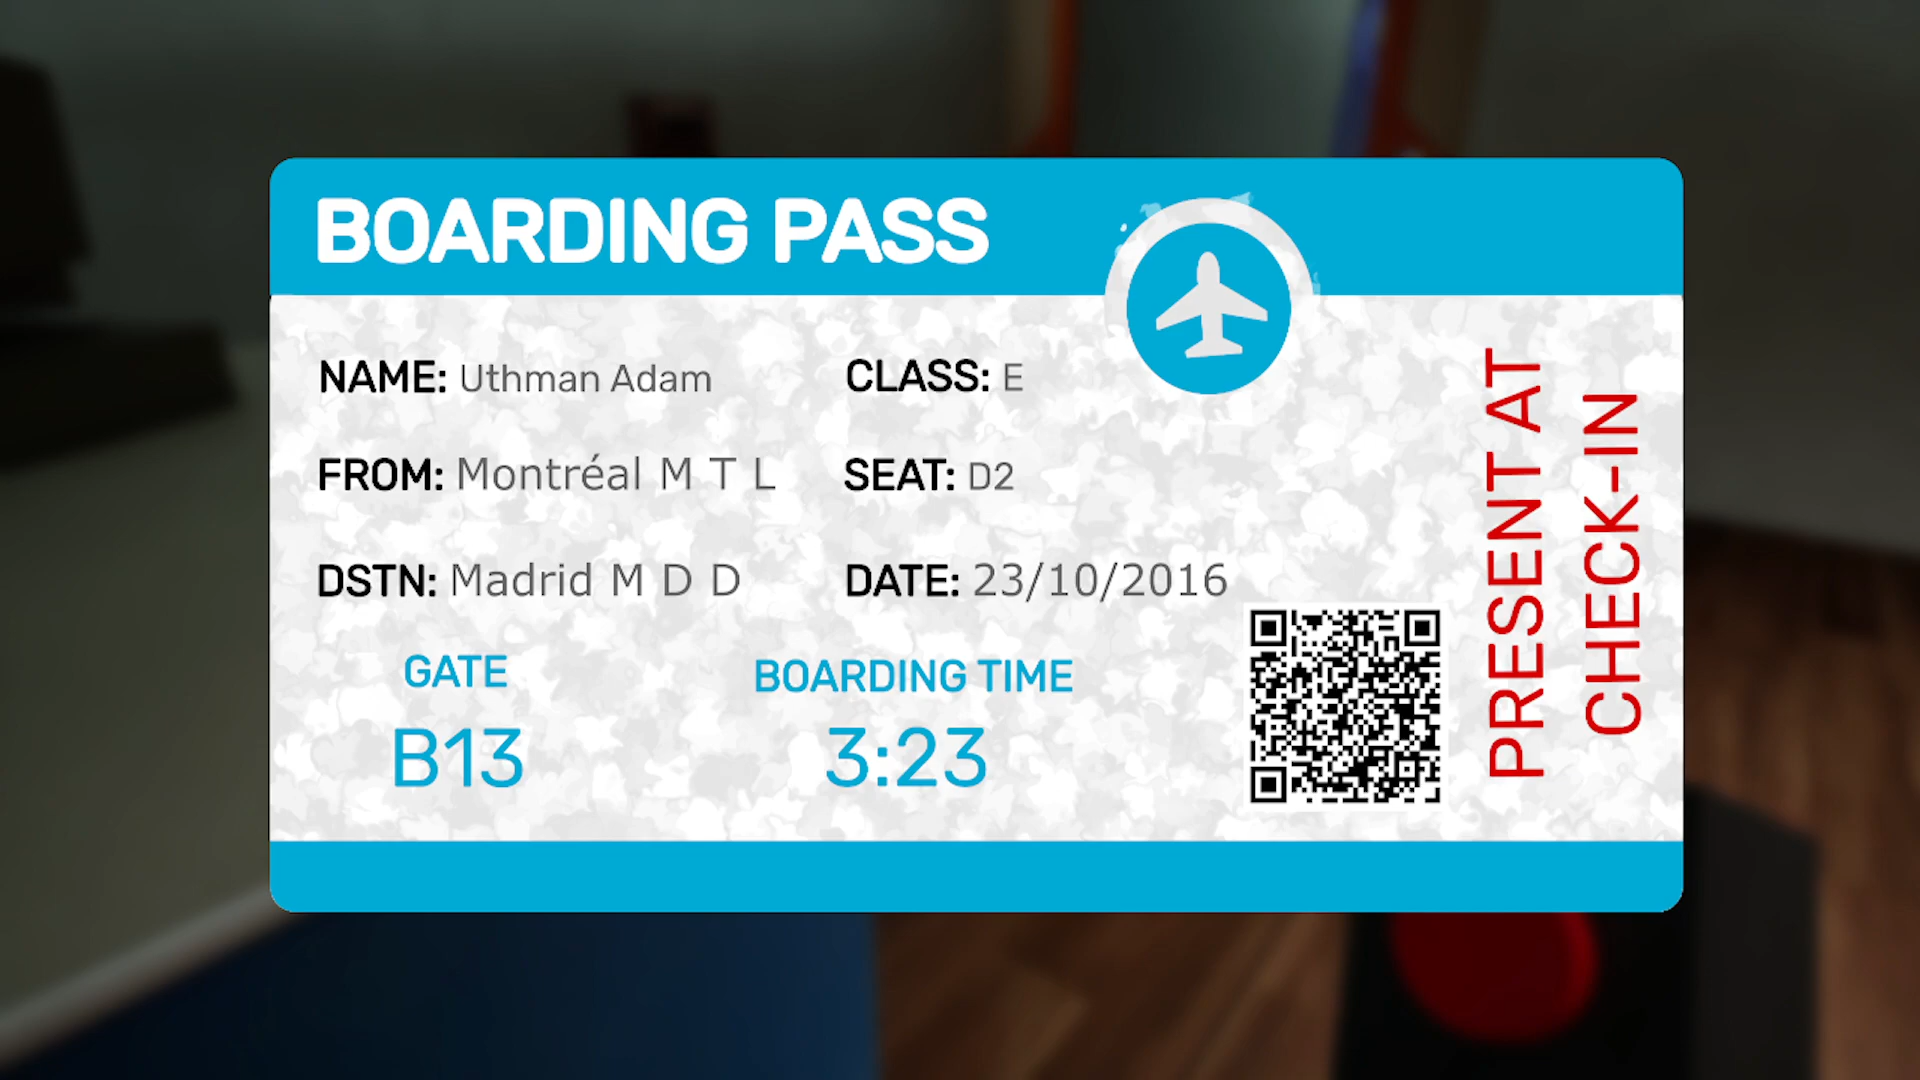 BOARDING PASS
NAME: Uthman Adam
CLASS: E
FROM: Montréal M T L
SEAT: D2
DSTN: Madrid M D D
DATE: 23/10/2016
GATE
B13
BOARDING TIME
3:23
PRESENT AT
CHECK-IN